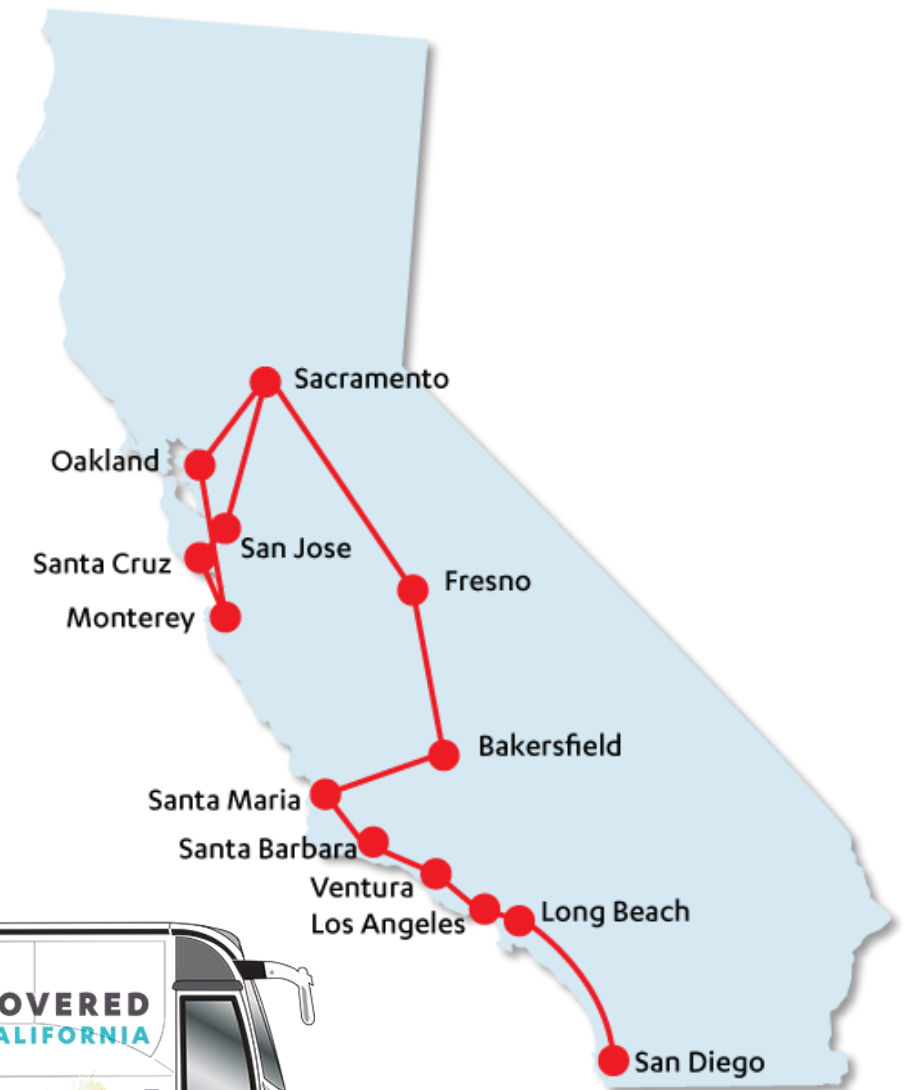 Sacramento
Oakland
San Jose
Santa Cruz
Fresno
Monterey
Bakersfield
Santa Maria
Santa Barbara
Ventura
Los Angeles
Long Beach
OVERED
ALIFORNIA
San Diego